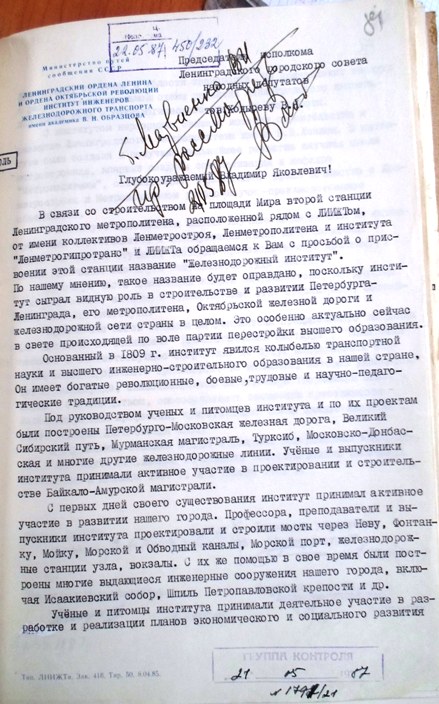 22.05.87 450/232
Министерство путей
сообщения СССР
ЛЕНИНГРАДСКИЙ ОРДЕНА ЛЕНИНА
И ОРДЕНА ОКТЯБРЬСКОЙ РЕВОЛЮЦИИ
ИНСТИТУТ ИНЖЕНЕРОВ
ЖЕЛЕЗНОДОРОЖНОГО ТРАНСПОРТА
имени академика В. Н. ОБРАЗЦОВА
Председателю исполкома
Ленинградского городского совета
народных депутатов
тов. Ходыреву В.Я.
Глубокоуважаемый Владимир Яковлевич!
В связи со строительством на площади Мира второй станции
Ленинградского метрополитена, расположенной рядом с ЛИИЖТом,
от имени коллективов Ленметростроя, Ленметрополитена и института
"Ленметрогипротранс" и ЛИИЖТа обращаемся к Вам с просьбой о прис-
воении этой станции название "Железнодорожный институт".
По нашему мнению, такое название будет оправдано, поскольку инсти-
тут сыграл видную роль в строительстве и развитии Петербурга-
Ленинграда, его метрополитена, Октябрьской железной дороги и
железнодорожной сети страны в целом. Это особенно актуально сейчас
в свете происходящей по воле партии перестройки высшего образования.
Основанный в 1809 г. институт явился колыбелью транспортной
науки и высшего инженерно-строительного образования в нашей стране,
Он имеет богатые революционные, боевые,трудовые и научно-педаго-
гические традиции.
Под руководством ученых и питомцев института и по их проектам
были построены Петербурго-Московская железная дорога, Великий
Сибирский путь, Мурманская магистраль, Турксиб, Московско-Донбас-
ская и многие другие железнодорожные линии. Учёные и выпускники
института принимали активное участие в проектировании и строитель-
стве Байкало-Амурской магистрали.
С первых дней своего существования институт принимал активное
участие в развитии нашего города. Профессора, преподаватели и вы-
пускники института проектировали и строили мосты через Неву, Фонтан-
ку, Мойку, Морской и Обводный каналы, Морской порт, железнодорож-
ные станции узла, вокзалы. С их же помощью в свое время были пост-
роены многие выдающиеся инженерные сооружения нашего города, вклю-
чая Исаакиевский собор, Шпиль Петропавловской крепости и др.
Учёные и питомцы института принимали деятельное участие в раз-
работке и реализации планов экономического и социального развития
Тип. ЛИИЖТа. Зак. 418, Тир.
ГРУППА КОНТРОЛЯ
21 05 1987